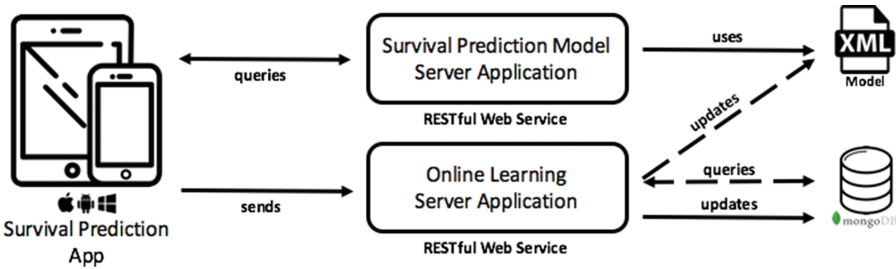 Survival Prediction Model
Server Application
RESTful Web Service
queries
uses
XML
Model
updates
Online Learning
Server Application
RESTful Web Service
sends
queries
updates
mongoDB
Survival Prediction
App